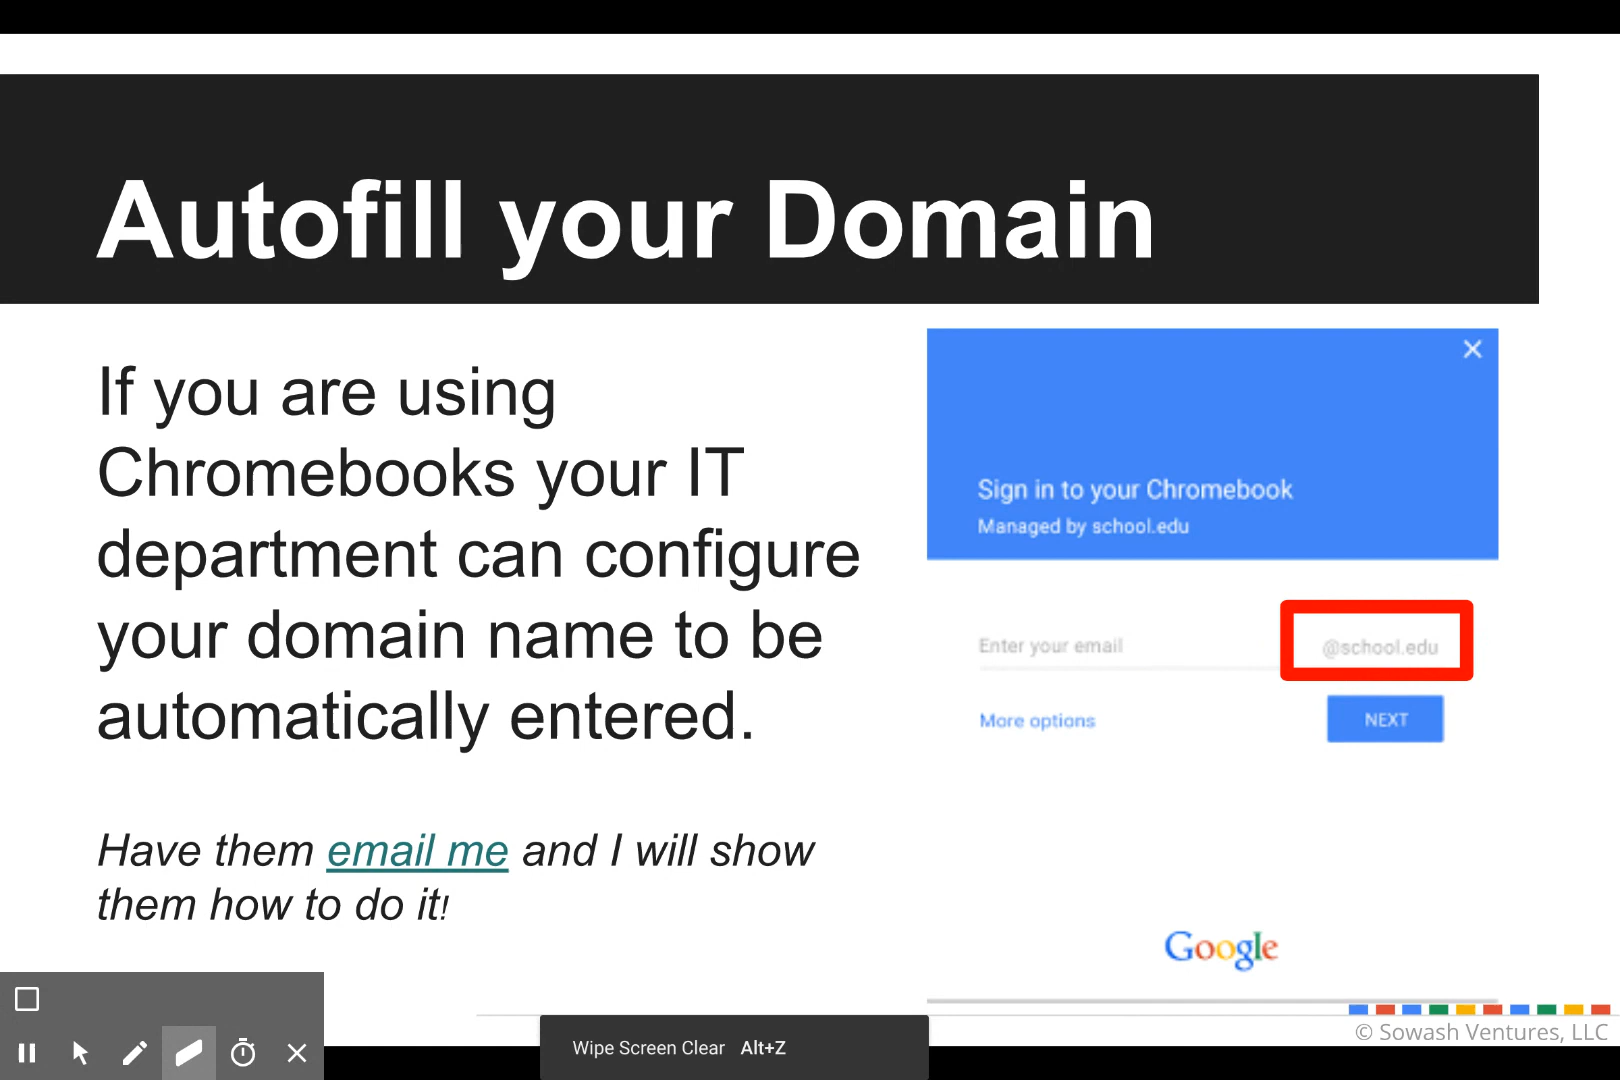 Autofill your Domain
If you are using
Chromebooks your IT
department can configure
your domain name to be
automatically entered.
Have them email me and I will show
them how to do it!
Sign in to your Chromebook
Managed by school.edu
Enter your email @school.edu
More options NEXT
Google
© Sowash Ventures, LLC
Wipe Screen Clear Alt+Z